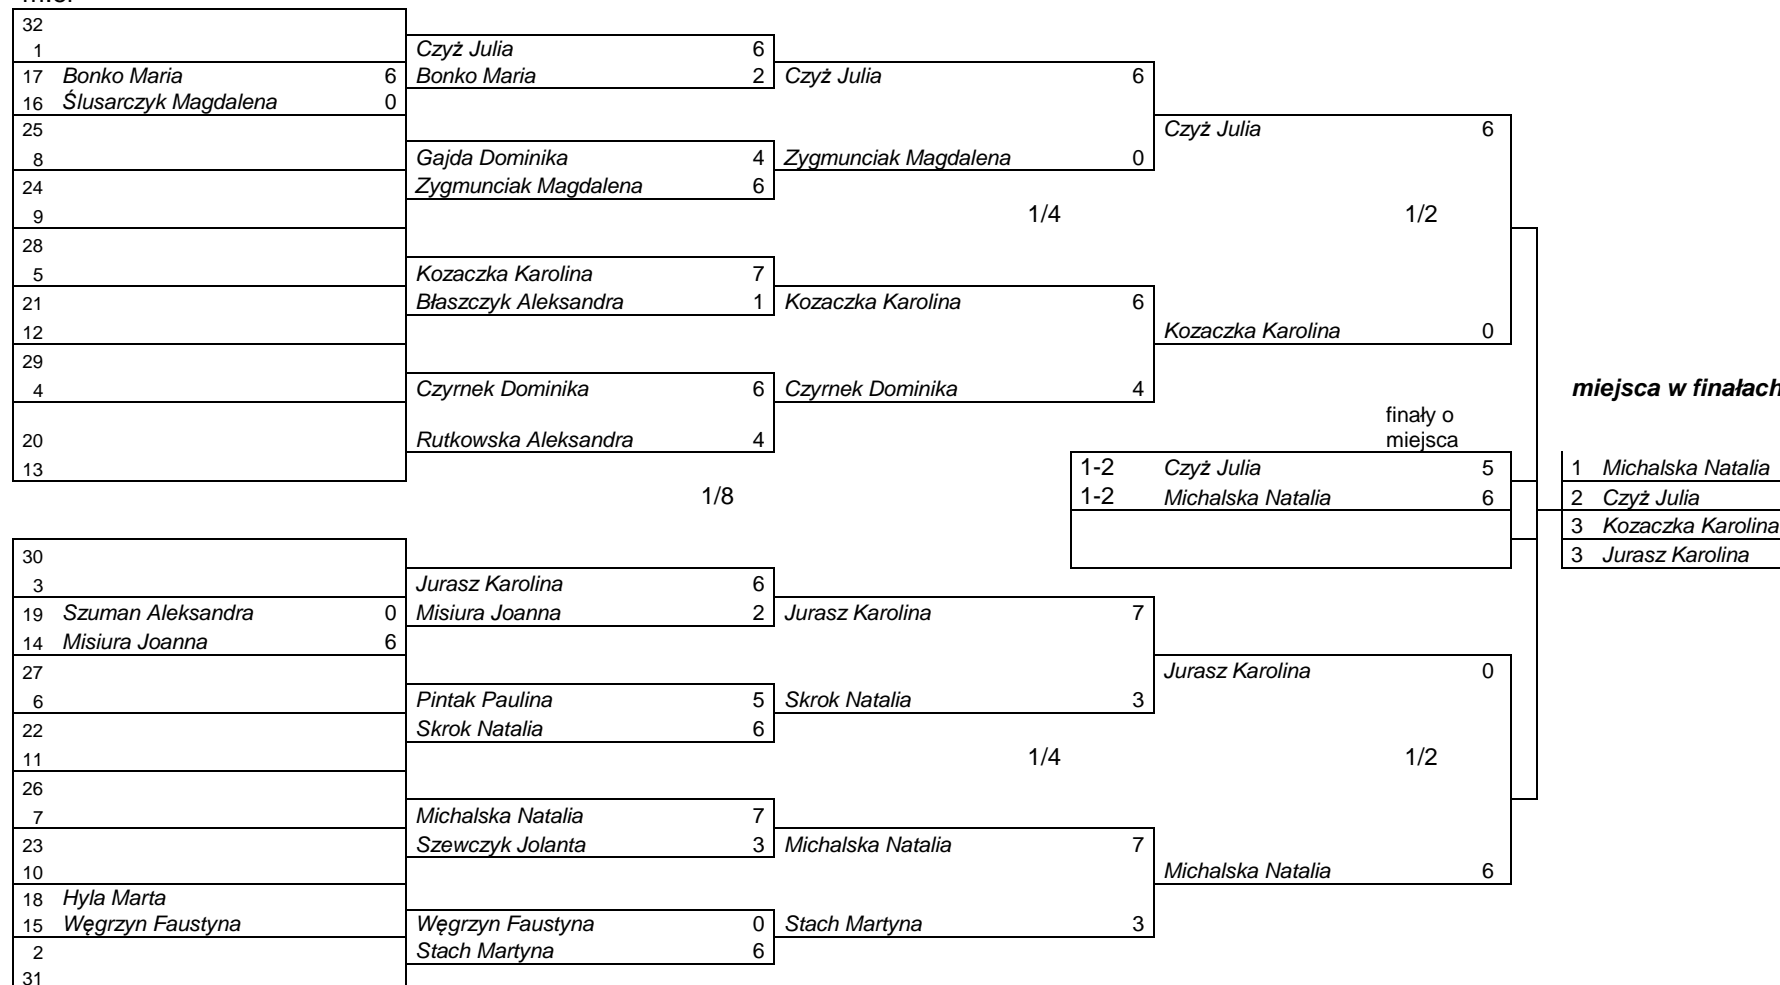 32
1 Czyż Julia 6
17 Bonko Maria 6 Bonko Maria 2 Czyż Julia 6
16 Ślusarczyk Magdalena 0
25 Czyż Julia 6
8 Gajda Dominika 4 Zygmunciak Magdalena 0
24 Zygmunciak Magdalena 6
9 1/4 1/2
28
5 Kozaczka Karolina 7
21 Błaszczyk Aleksandra 1 Kozaczka Karolina 6
12 Kozaczka Karolina 0
29
4 Czyrnek Dominika 6 Czyrnek Dominika 4 miejsca w finałach
finały o
20 Rutkowska Aleksandra 4 miejsca
13 1-2 Czyż Julia 5 1 Michalska Natalia
1/8 1-2 Michalska Natalia 6 2 Czyż Julia
3 Kozaczka Karolina
30 3 Jurasz Karolina
3 Jurasz Karolina 6
19 Szuman Aleksandra 0 Misiura Joanna 2 Jurasz Karolina 7
14 Misiura Joanna 6
27 Jurasz Karolina 0
6 Pintak Paulina 5 Skrok Natalia 3
22 Skrok Natalia 6
11 1/4 1/2
26
7 Michalska Natalia 7
23 Szewczyk Jolanta 3 Michalska Natalia 7
10 Michalska Natalia 6
18 Hyla Marta
15 Węgrzyn Faustyna Węgrzyn Faustyna 0 Stach Martyna 3
2 Stach Martyna 6
31